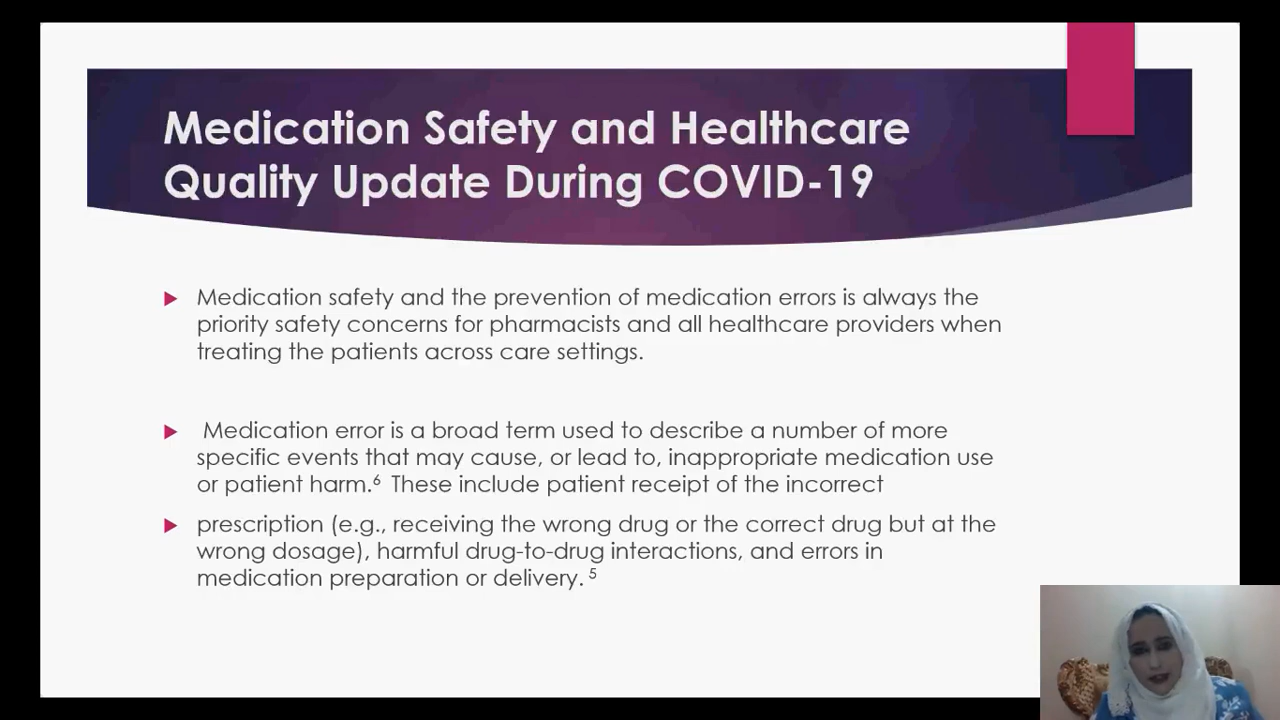 Medication Safety and Healthcare
Quality Update During COVID-19
Medication safety and the prevention of medication errors is always the
priority safety concerns for pharmacists and all healthcare providers when
treating the patients across care settings.
Medication error is a broad term used to describe a number of more
specific events that may cause, or lead to, inappropriate medication use
or patient harm.⁶ These include patient receipt of the incorrect
prescription (e.g., receiving the wrong drug or the correct drug but at the
wrong dosage), harmful drug-to-drug interactions, and errors in
medication preparation or delivery. ⁵